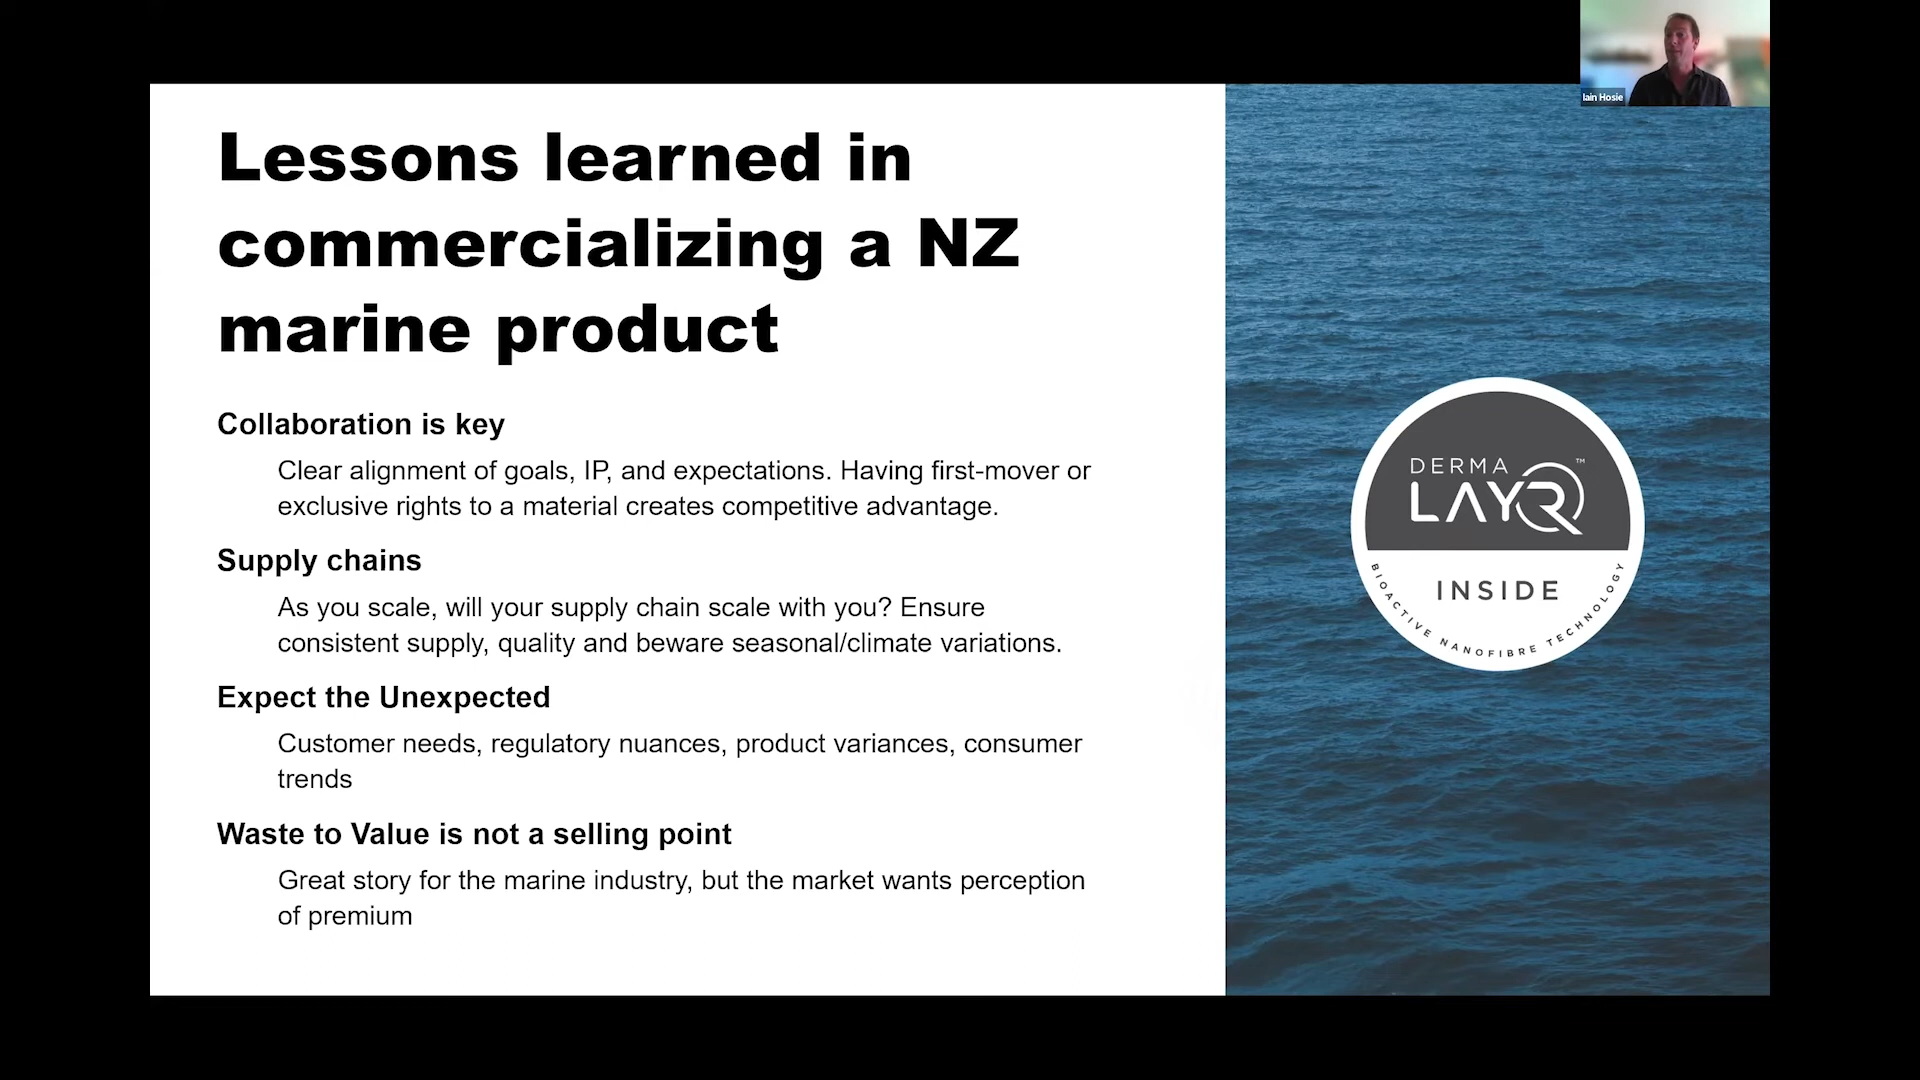 Iain Hosie
Lessons learned in
commercializing a NZ
marine product
Collaboration is key
Clear alignment of goals, IP, and expectations. Having first-mover or
exclusive rights to a material creates competitive advantage.
Supply chains
As you scale, will your supply chain scale with you? Ensure
consistent supply, quality and beware seasonal/climate variations.
Expect the Unexpected
Customer needs, regulatory nuances, product variances, consumer
trends
Waste to Value is not a selling point
Great story for the marine industry, but the market wants perception
of premium
DERMA
LAYR™
INSIDE
BIOACTIVE NANOFIBRE TECHNOLOGY